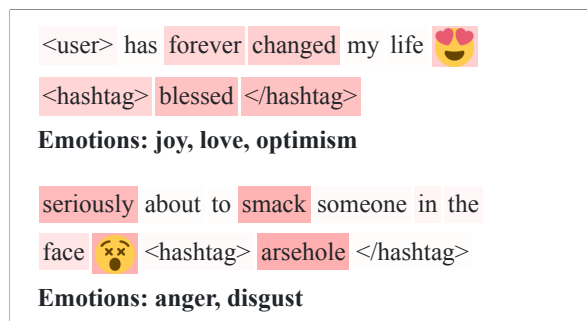 <user> has forever changed my life 😍
<hashtag> blessed </hashtag>
Emotions: joy, love, optimism
seriously about to smack someone in the
face 😵 <hashtag> arsehole </hashtag>
Emotions: anger, disgust